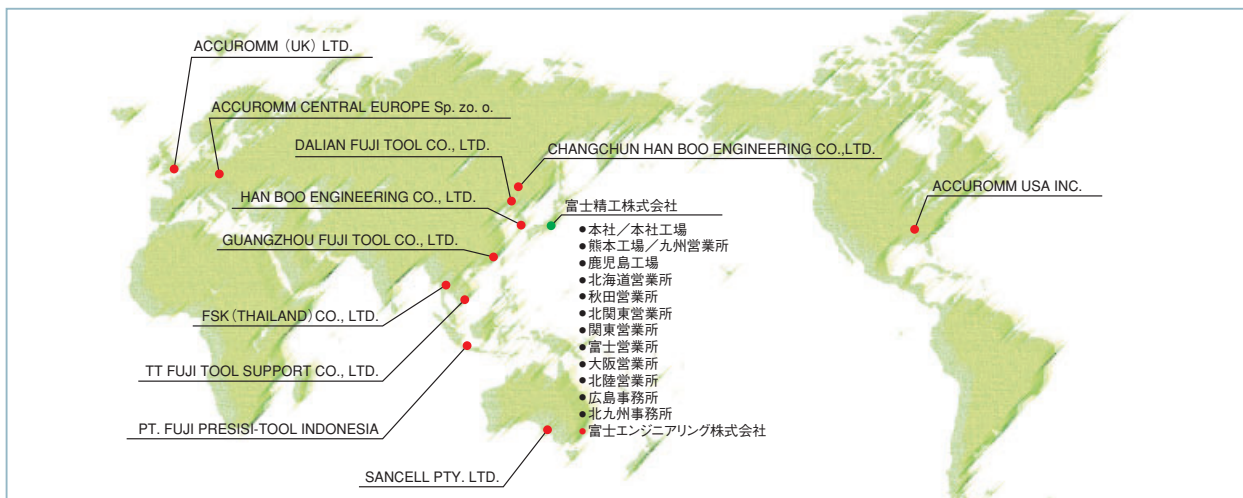 ACCUROMM (UK) LTD.
ACCUROMM CENTRAL EUROPE Sp. zo. o.
DALIAN FUJI TOOL CO., LTD.
CHANGCHUN HAN BOO ENGINEERING CO.,LTD.
HAN BOO ENGINEERING CO., LTD.
ACCUROMM USA INC.
富士精工株式会社
GUANGZHOU FUJI TOOL CO., LTD.
●本社／本社工場
●熊本工場／九州営業所
●鹿児島工場
●北海道営業所
●秋田営業所
●北関東営業所
●関東営業所
●富士営業所
●大阪営業所
●北陸営業所
●広島事務所
●北九州事務所
●富士エンジニアリング株式会社
FSK(THAILAND)CO., LTD.
TT FUJI TOOL SUPPORT CO., LTD.
PT. FUJI PRESISI-TOOL INDONESIA
SANCELL PTY. LTD.